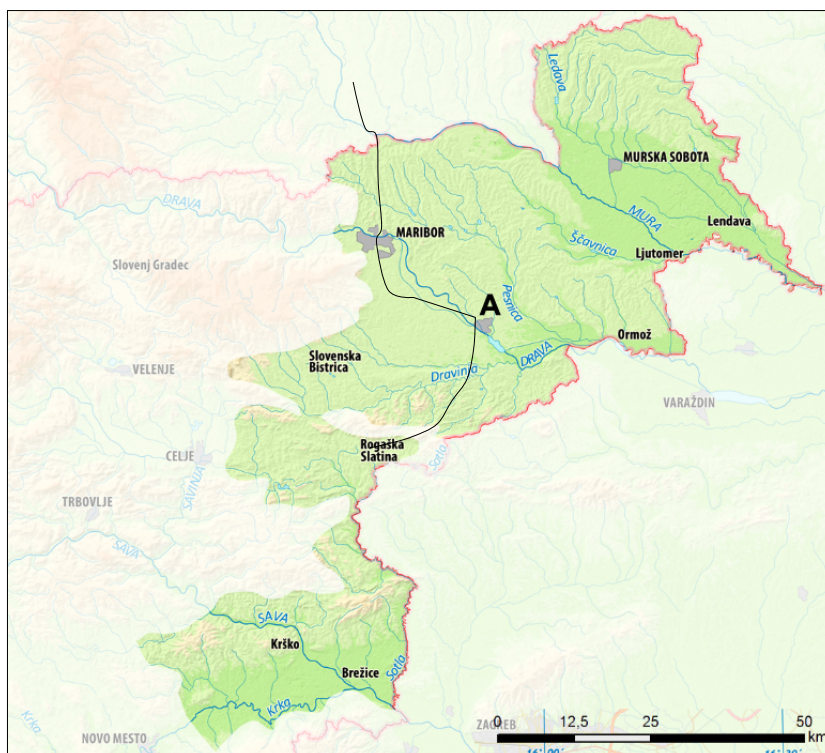 Ledava
MURSKA SOBOTA
DRAVA
MURA
Lendava
MARIBOR
Ščavnica
Ljutomer
Slovenj Gradec
Pesnica
A
Ormož
Slovenska
Bistrica
DRAVA
VELENJE
Dravinja
VARAŽDIN
Rogaška
Slatina
Sotla
CELJE
SAVINJA
TRBOVLJE
SAVA
SAVA
Krško
Brežice
Sotla
Krka
Krka
NOVO MESTO
ZAGREB
0 12,5 25 50
km
16° 00'